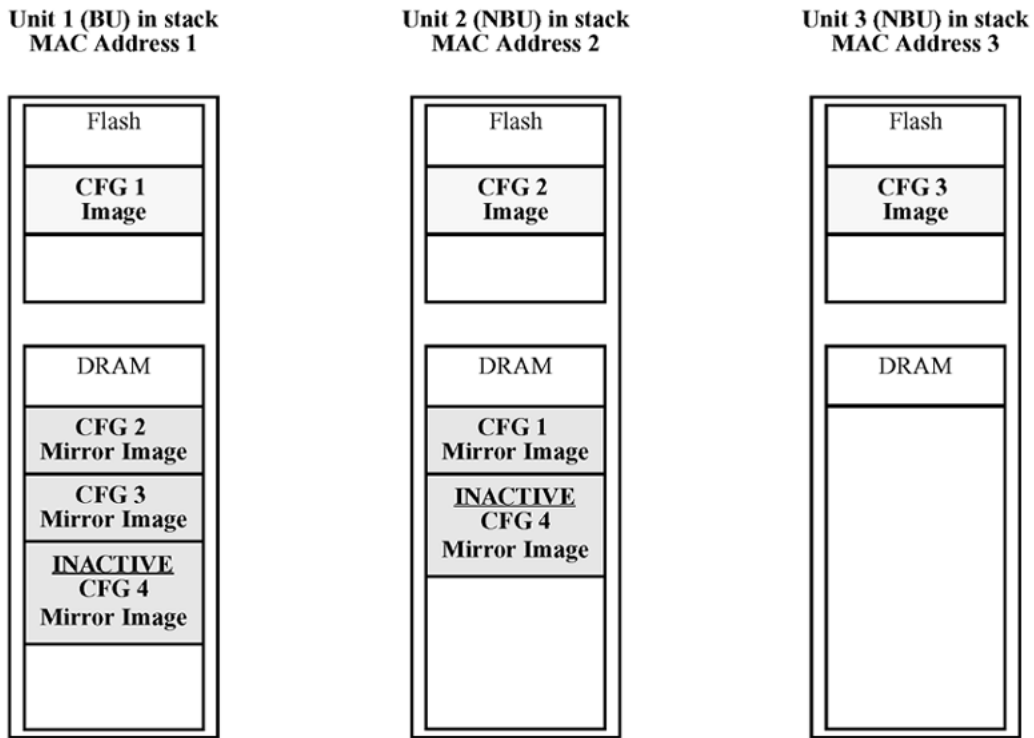 Unit 1 (BU) in stack
MAC Address 1
Flash
CFG 1
Image
DRAM
CFG 2
Mirror Image
CFG 3
Mirror Image
INACTIVE
CFG 4
Mirror Image
Unit 2 (NBU) in stack
MAC Address 2
Flash
CFG 2
Image
DRAM
CFG 1
Mirror Image
INACTIVE
CFG 4
Mirror Image
Unit 3 (NBU) in stack
MAC Address 3
Flash
CFG 3
Image
DRAM